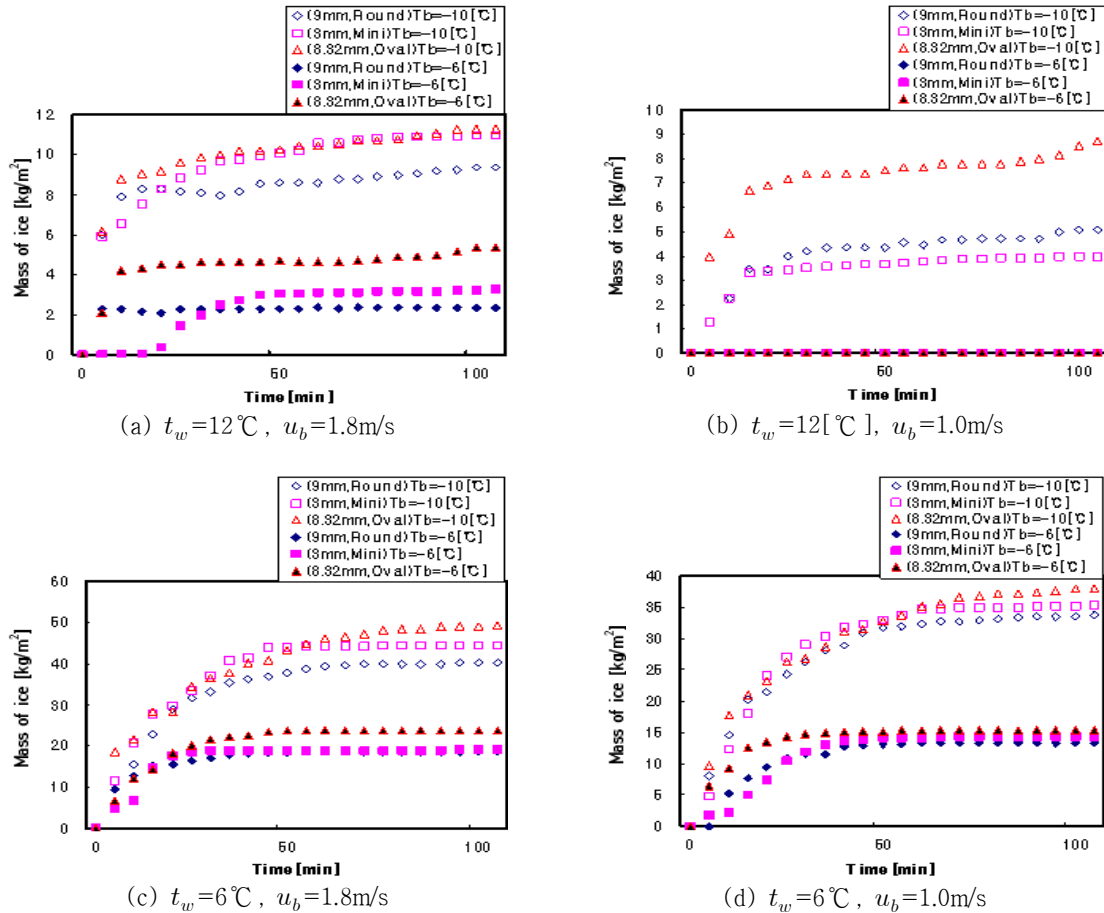 (9mm,Round)Tb=-10[℃]
(3mm,Mini)Tb=-10[℃]
(8.32mm,Oval)Tb=-10[℃]
(9mm,Round)Tb=-6[℃]
(3mm,Mini)Tb=-6[℃]
(8.32mm,Oval)Tb=-6[℃]
12
10
8
6
4
2
0
Mass of ice [kg/m²]
0 50 100
Time [min]
(a) t_w=12℃, u_b=1.8m/s
(9mm,Round)Tb=-10[℃]
(3mm,Mini)Tb=-10[℃]
(8.32mm,Oval)Tb=-10[℃]
(9mm,Round)Tb=-6[℃]
(3mm,Mini)Tb=-6[℃]
(8.32mm,Oval)Tb=-6[℃]
10
9
8
7
6
5
4
3
2
1
0
Mass of ice [kg/m²]
0 50 100
Time [min]
(b) t_w=12[℃], u_b=1.0m/s
(9mm,Round)Tb=-10[℃]
(3mm,Mini)Tb=-10[℃]
(8.32mm,Oval)Tb=-10[℃]
(9mm,Round)Tb=-6[℃]
(3mm,Mini)Tb=-6[℃]
(8.32mm,Oval)Tb=-6[℃]
60
50
40
30
20
10
0
Mass of ice [kg/m²]
0 50 100
Time [min]
(c) t_w=6℃, u_b=1.8m/s
(9mm,Round)Tb=-10[℃]
(3mm,Mini)Tb=-10[℃]
(8.32mm,Oval)Tb=-10[℃]
(9mm,Round)Tb=-6[℃]
(3mm,Mini)Tb=-6[℃]
(8.32mm,Oval)Tb=-6[℃]
40
35
30
25
20
15
10
5
0
Mass of ice [kg/m²]
0 50 100
Time [min]
(d) t_w=6℃, u_b=1.0m/s